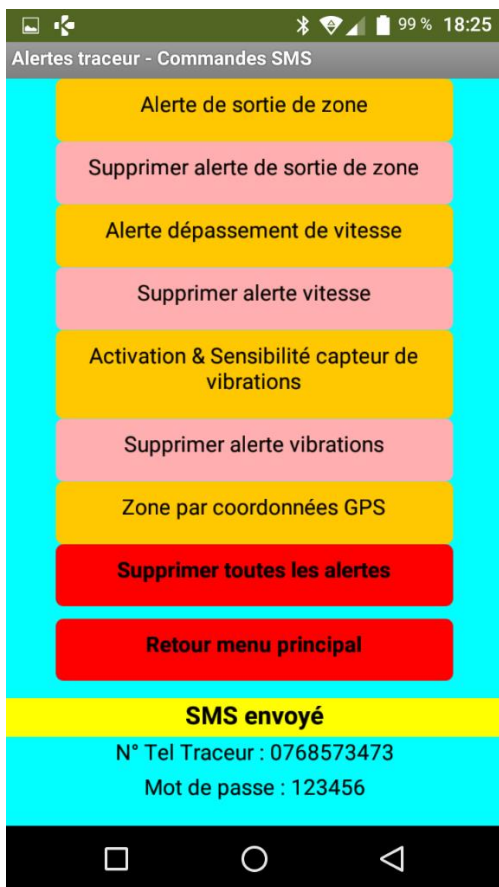 99 % 18:25
Alertes traceur - Commandes SMS
Alerte de sortie de zone
Supprimer alerte de sortie de zone
Alerte dépassement de vitesse
Supprimer alerte vitesse
Activation & Sensibilité capteur de
vibrations
Supprimer alerte vibrations
Zone par coordonnées GPS
Supprimer toutes les alertes
Retour menu principal
SMS envoyé
N° Tel Traceur : 0768573473
Mot de passe : 123456